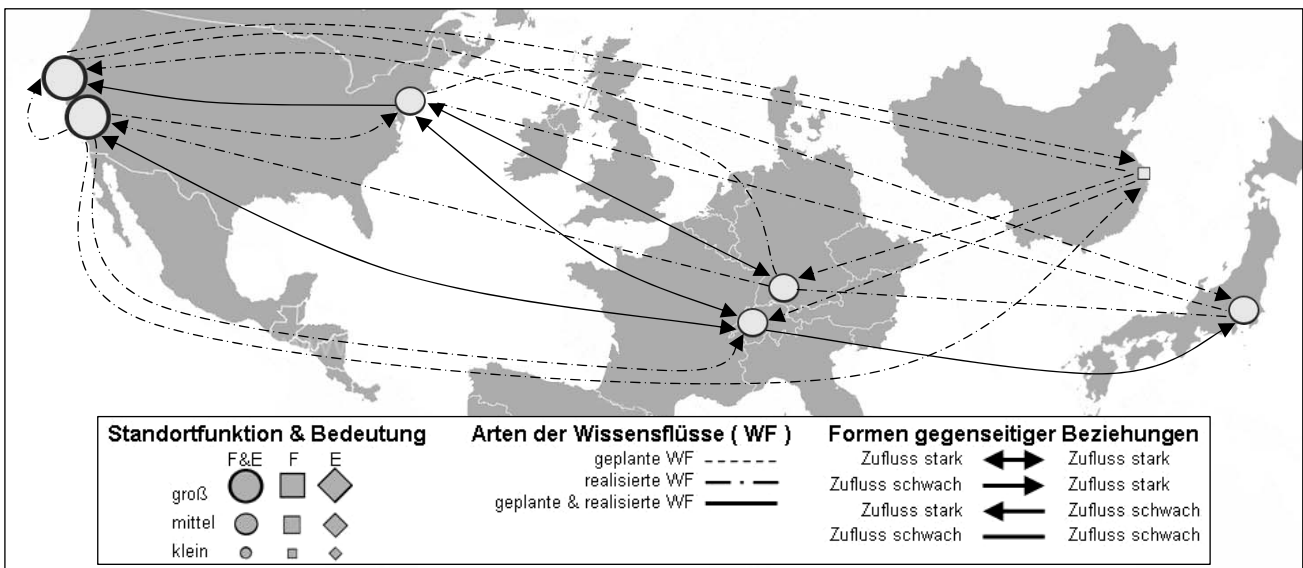 Standortfunktion & Bedeutung
F&E F E
groß
mittel
klein
Arten der Wissensflüsse ( WF )
geplante WF
realisierte WF
geplante & realisierte WF
Formen gegenseitiger Beziehungen
Zufluss stark Zufluss stark
Zufluss schwach Zufluss stark
Zufluss stark Zufluss schwach
Zufluss schwach Zufluss schwach